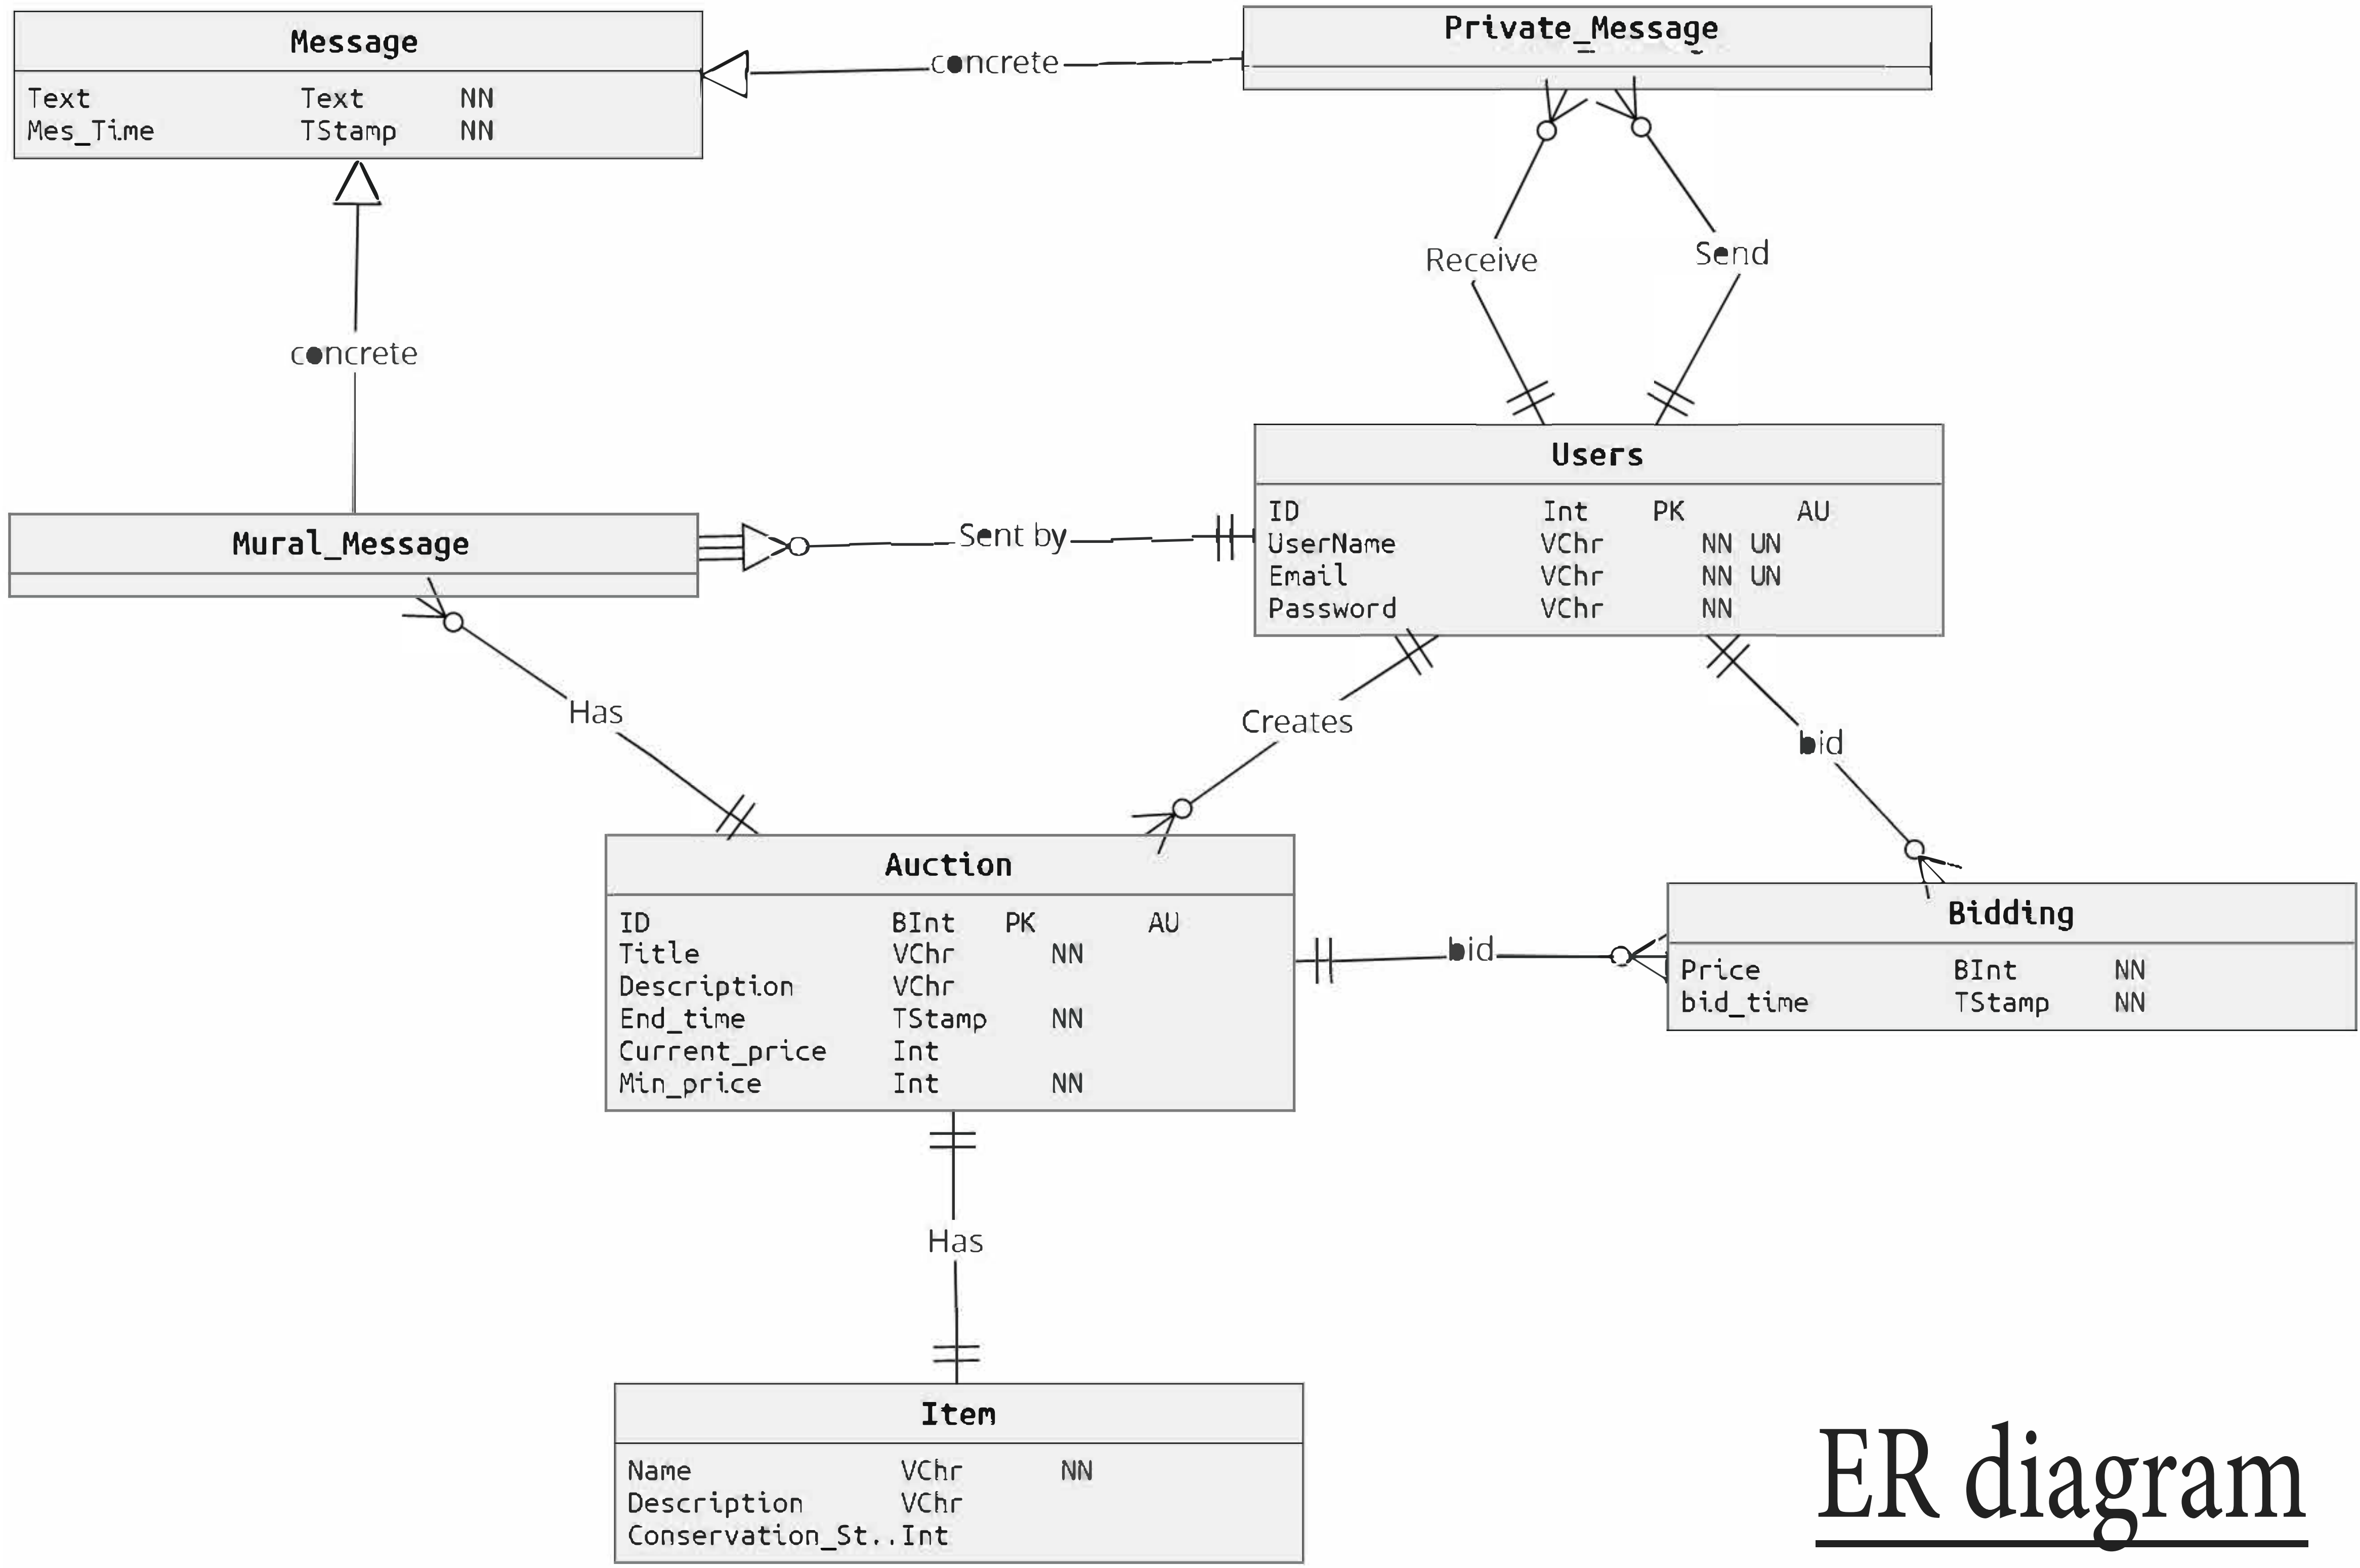 Message
Text Text NN
Mes_Time TStamp NN
concrete
Private_Message
Receive
Send
concrete
Mural_Message
Sent by
Users
ID Int PK AU
UserName VChr NN UN
Email VChr NN UN
Password VChr NN
Has
Creates
bid
Auction
ID BInt PK AU
Title VChr NN
Description VChr
End_time TStamp NN
Current_price Int
Min_price Int NN
bid
Bidding
Price BInt NN
bid_time TStamp NN
Has
Item
Name VChr NN
Description VChr
Conservation_St..Int
ER diagram